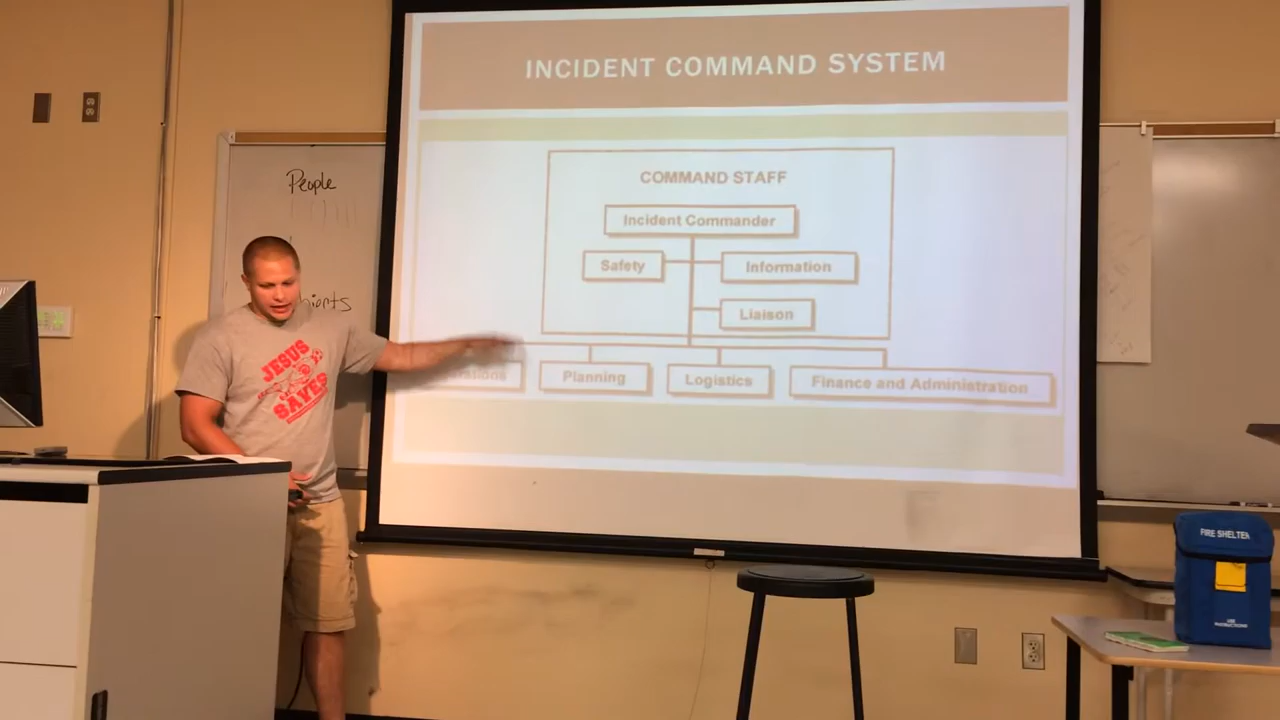 INCIDENT COMMAND SYSTEM
COMMAND STAFF
Incident Commander
Safety
Information
Liaison
Planning
Logistics
Finance and Administration
People
JESUS
SAVES
FIRE SHELTER